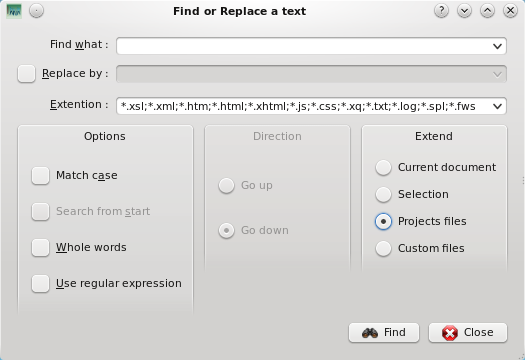 Find or Replace a text
Find what :
Replace by :
Extention : *.xsl;*.xml;*.htm;*.html;*.xhtml;*.js;*.css;*.xq;*.txt;*.log;*.spl;*.fws
Options
Match case
Search from start
Whole words
Use regular expression
Direction
Go up
Go down
Extend
Current document
Selection
Projects files
Custom files
Find
Close